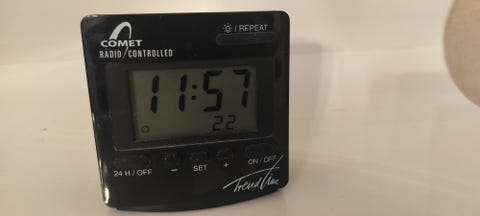 COMET
RADIO/CONTROLLED
/ REPEAT
11:57
22
24 H / OFF
–
SET
+
ON / OFF
TrendLine